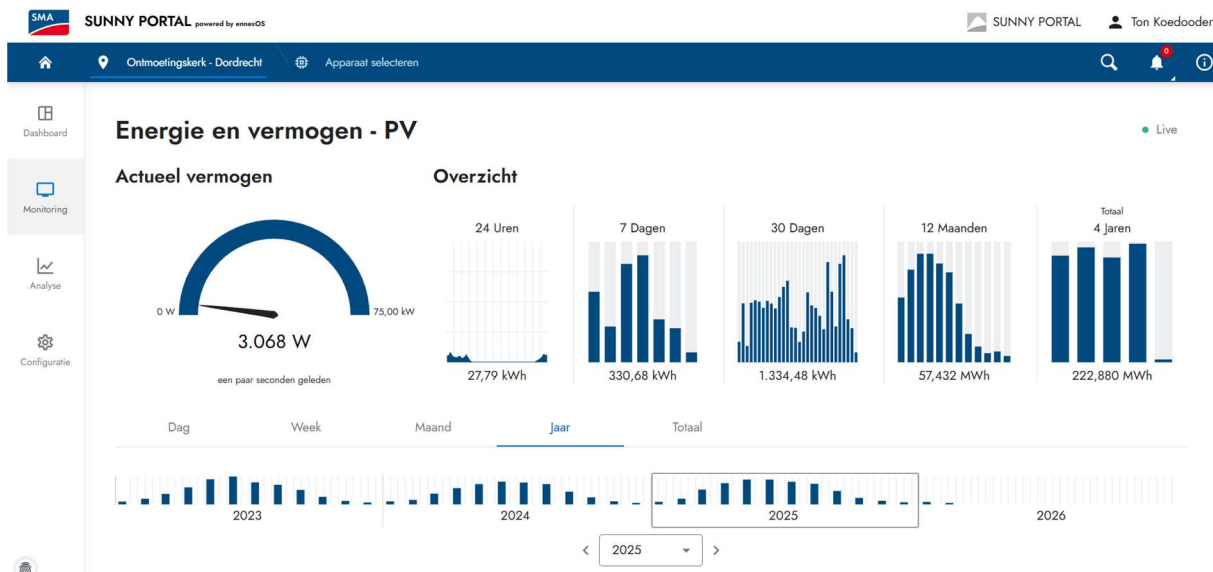 SMA
SUNNY PORTAL powered by ennexOS
SUNNY PORTAL
Ton Koedooder
Ontmoetingskerk - Dordrecht
Apparaat selecteren
0
Dashboard
Monitoring
Analyse
Configuratie
Energie en vermogen - PV
Live
Actueel vermogen
0 W
75,00 kW
3.068 W
een paar seconden geleden
Overzicht
24 Uren
27,79 kWh
7 Dagen
330,68 kWh
30 Dagen
1.334,48 kWh
12 Maanden
57,432 MWh
Totaal
4 Jaren
222,880 MWh
Dag
Week
Maand
Jaar
Totaal
2023
2024
2025
2026
< 2025 >